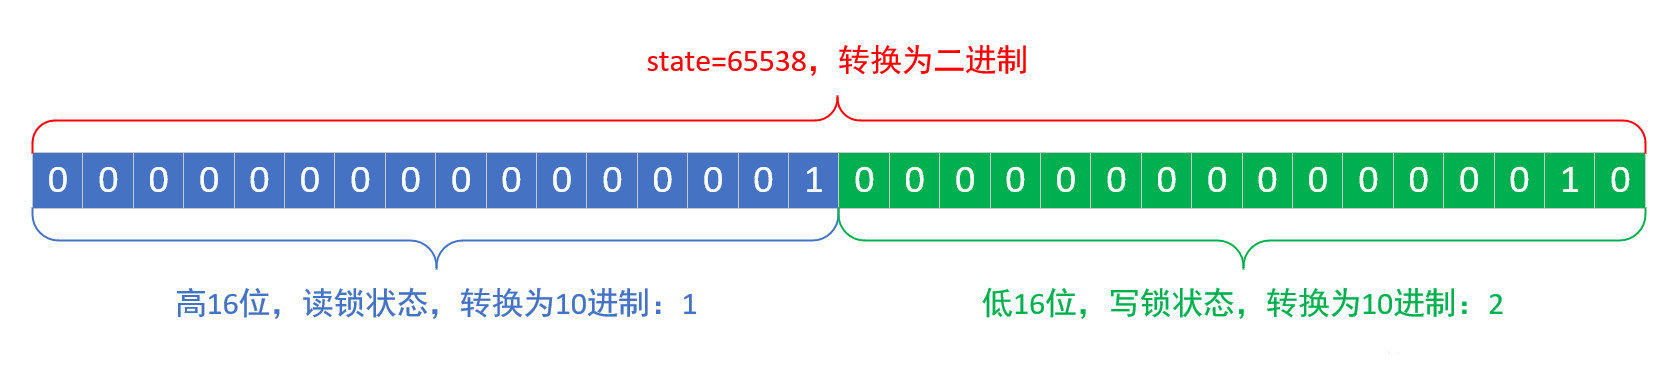 state=65538，转换为二进制
0 0 0 0 0 0 0 0 0 0 0 0 0 0 0 1 0 0 0 0 0 0 0 0 0 0 0 0 0 0 1 0
高16位，读锁状态，转换为10进制：1
低16位，写锁状态，转换为10进制：2